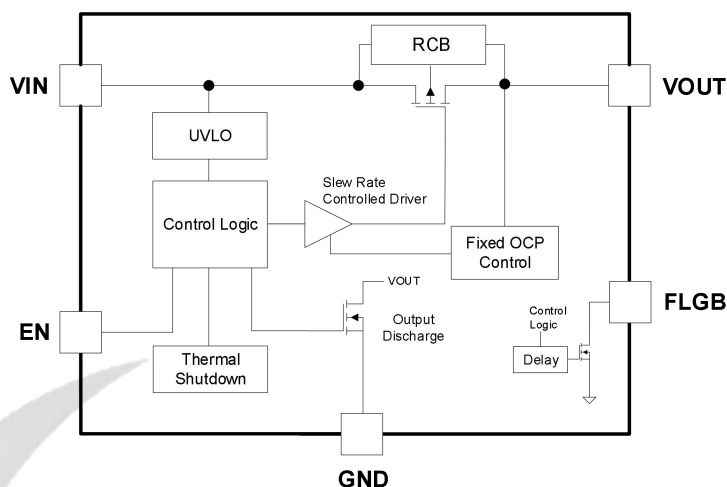 RCB
VIN
VOUT
UVLO
Slew Rate
Controlled Driver
Control Logic
Fixed OCP
Control
VOUT
FLGB
Control
Logic
Output
Discharge
EN
Delay
Thermal
Shutdown
GND